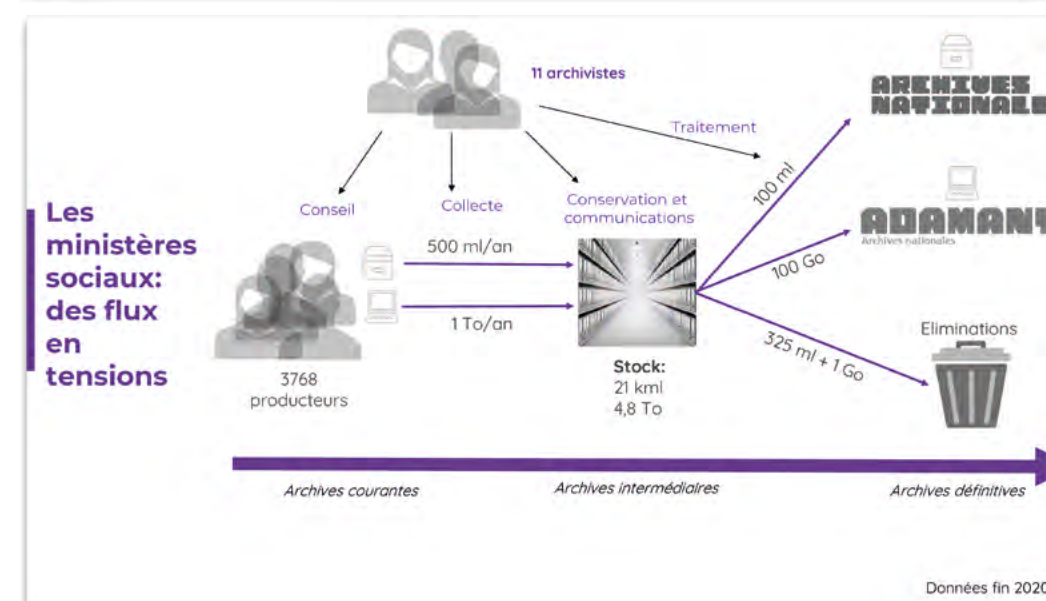 11 archivistes
ARCHIVES
NATIONALE
Traitement
100 ml
Les
ministères
sociaux:
des flux
en
tensions
Conseil
Collecte
Conservation et
communications
ADAMANT
Archives nationales
500 ml/an
100 Go
1 To/an
325 ml + 1 Go
Eliminations
3768
producteurs
Stock:
21 kml
4,8 To
Archives courantes
Archives intermédiaires
Archives définitives
Données fin 2020